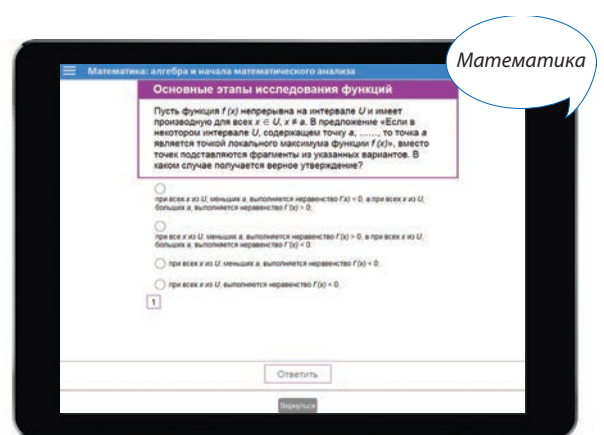 Математика
Математика: алгебра и начала математического анализа
Основные этапы исследования функций
Пусть функция f (x) непрерывна на интервале U и имеет
производную для всех x ∈ U, x ≠ a. В предложение «Если в
некотором интервале U, содержащем точку a, ......, то точка a
является точкой локального максимума функции f (x)», вместо
точек подставляются фрагменты из указанных вариантов. В
каком случае получается верное утверждение?
при всех x из U, меньших a, выполняется неравенство f'(x) < 0, а при всех x из U,
больших a, выполняется неравенство f '(x) > 0;
при все x из U, меньших a, выполняется неравенство f'(x) > 0, а при всех x из U,
больших a, выполняется неравенство f '(x) < 0.
при всех x из U, меньших a, выполняется неравенство f'(x) < 0;
при всех x из U, выполняется неравенство f'(x) < 0.
1
Ответить
Вернуться